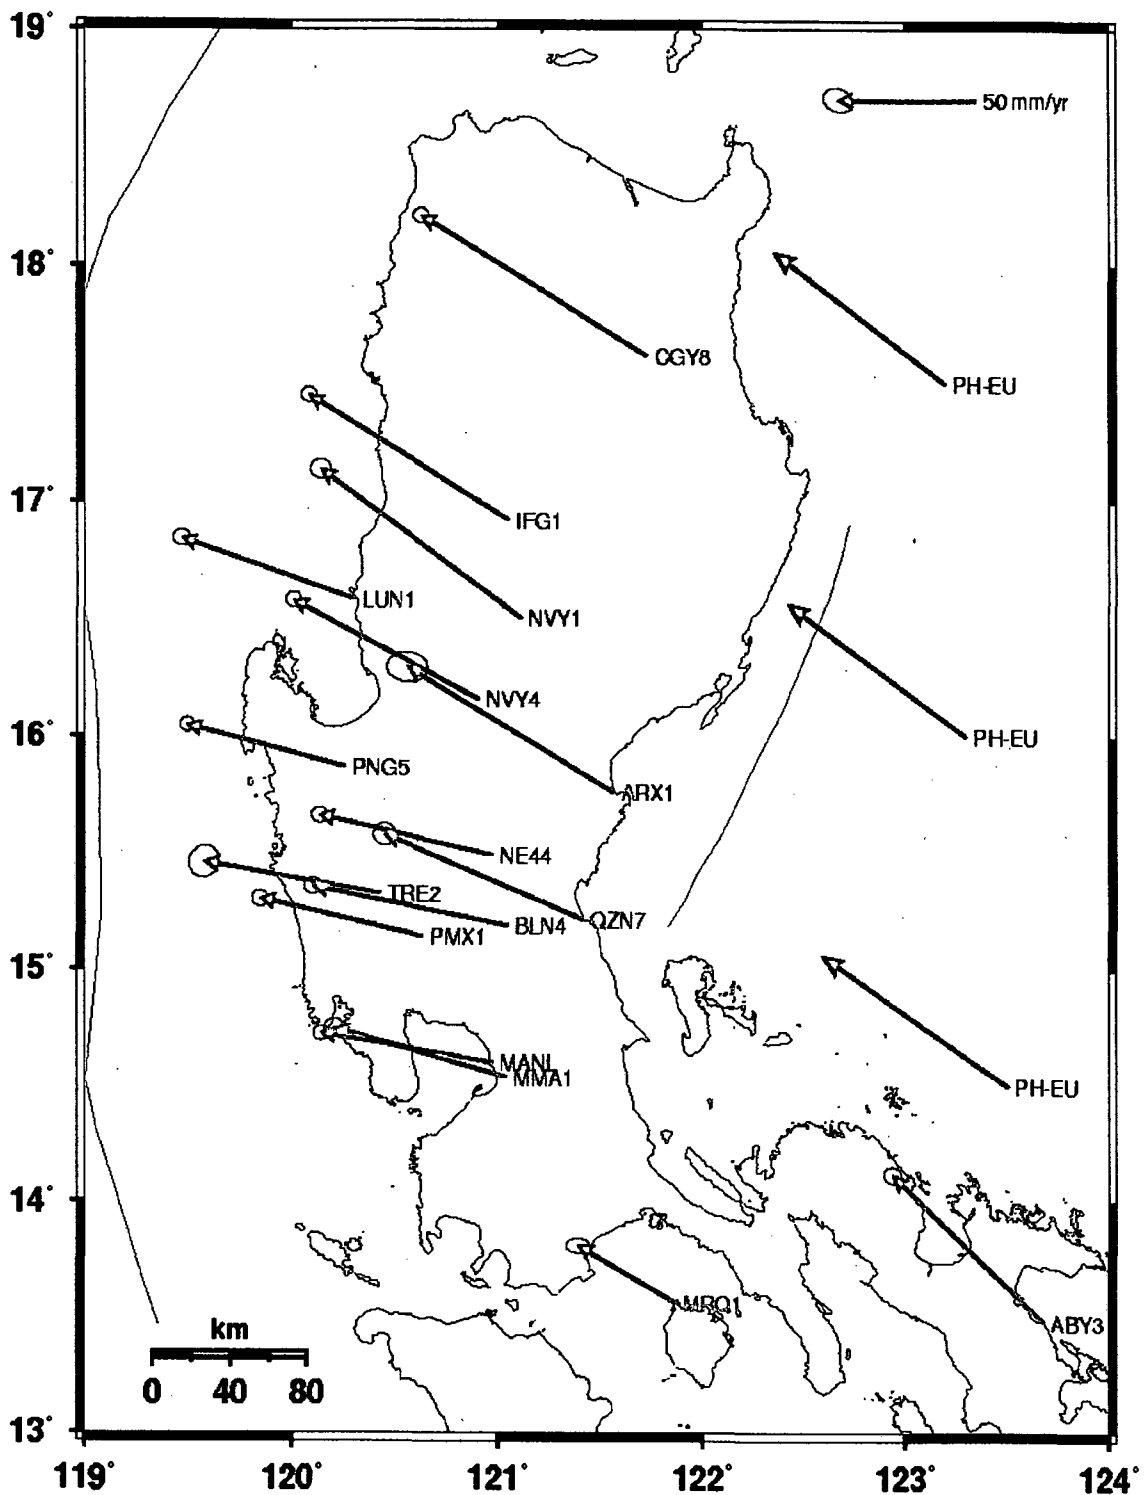 19°
50 mm/yr
18°
CGY8
PH-EU
17°
IFG1
LUN1
NVY1
NVY4
16°
PH-EU
PNG5
ARX1
NE44
TRE2
BLN4
QZN7
PMX1
15°
MANL
MMA1
PH-EU
14°
MRQ1
ABY3
km
0 40 80
13°
119° 120° 121° 122° 123° 124°